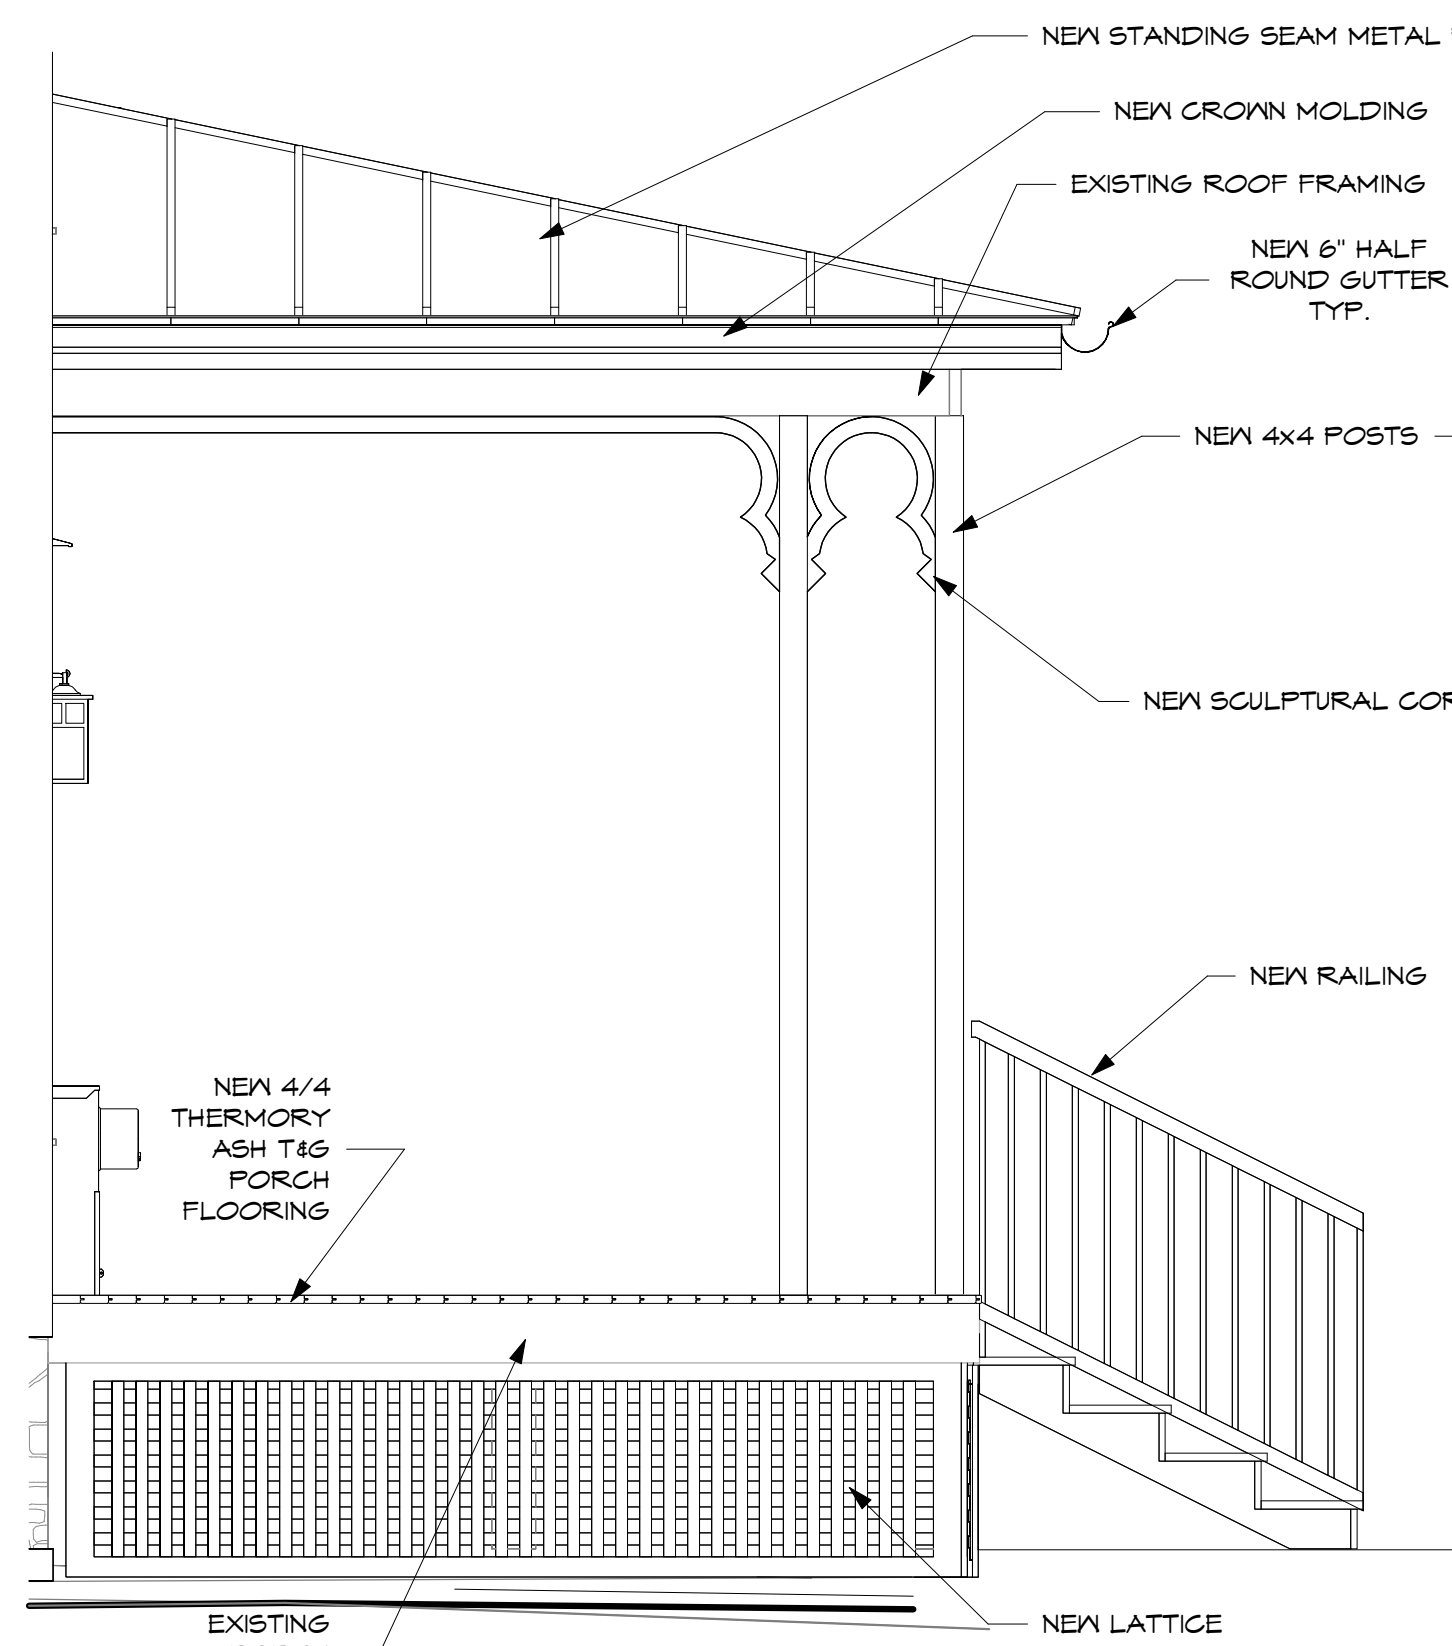 NEW STANDING SEAM METAL
NEW CROWN MOLDING
EXISTING ROOF FRAMING
NEW 6" HALF
ROUND GUTTER
TYP.
NEW 4x4 POSTS
NEW SCULPTURAL
NEW RAILING
NEW 4/4
THERMORY
ASH T&G
PORCH
FLOORING
EXISTING
NEW LATTICE